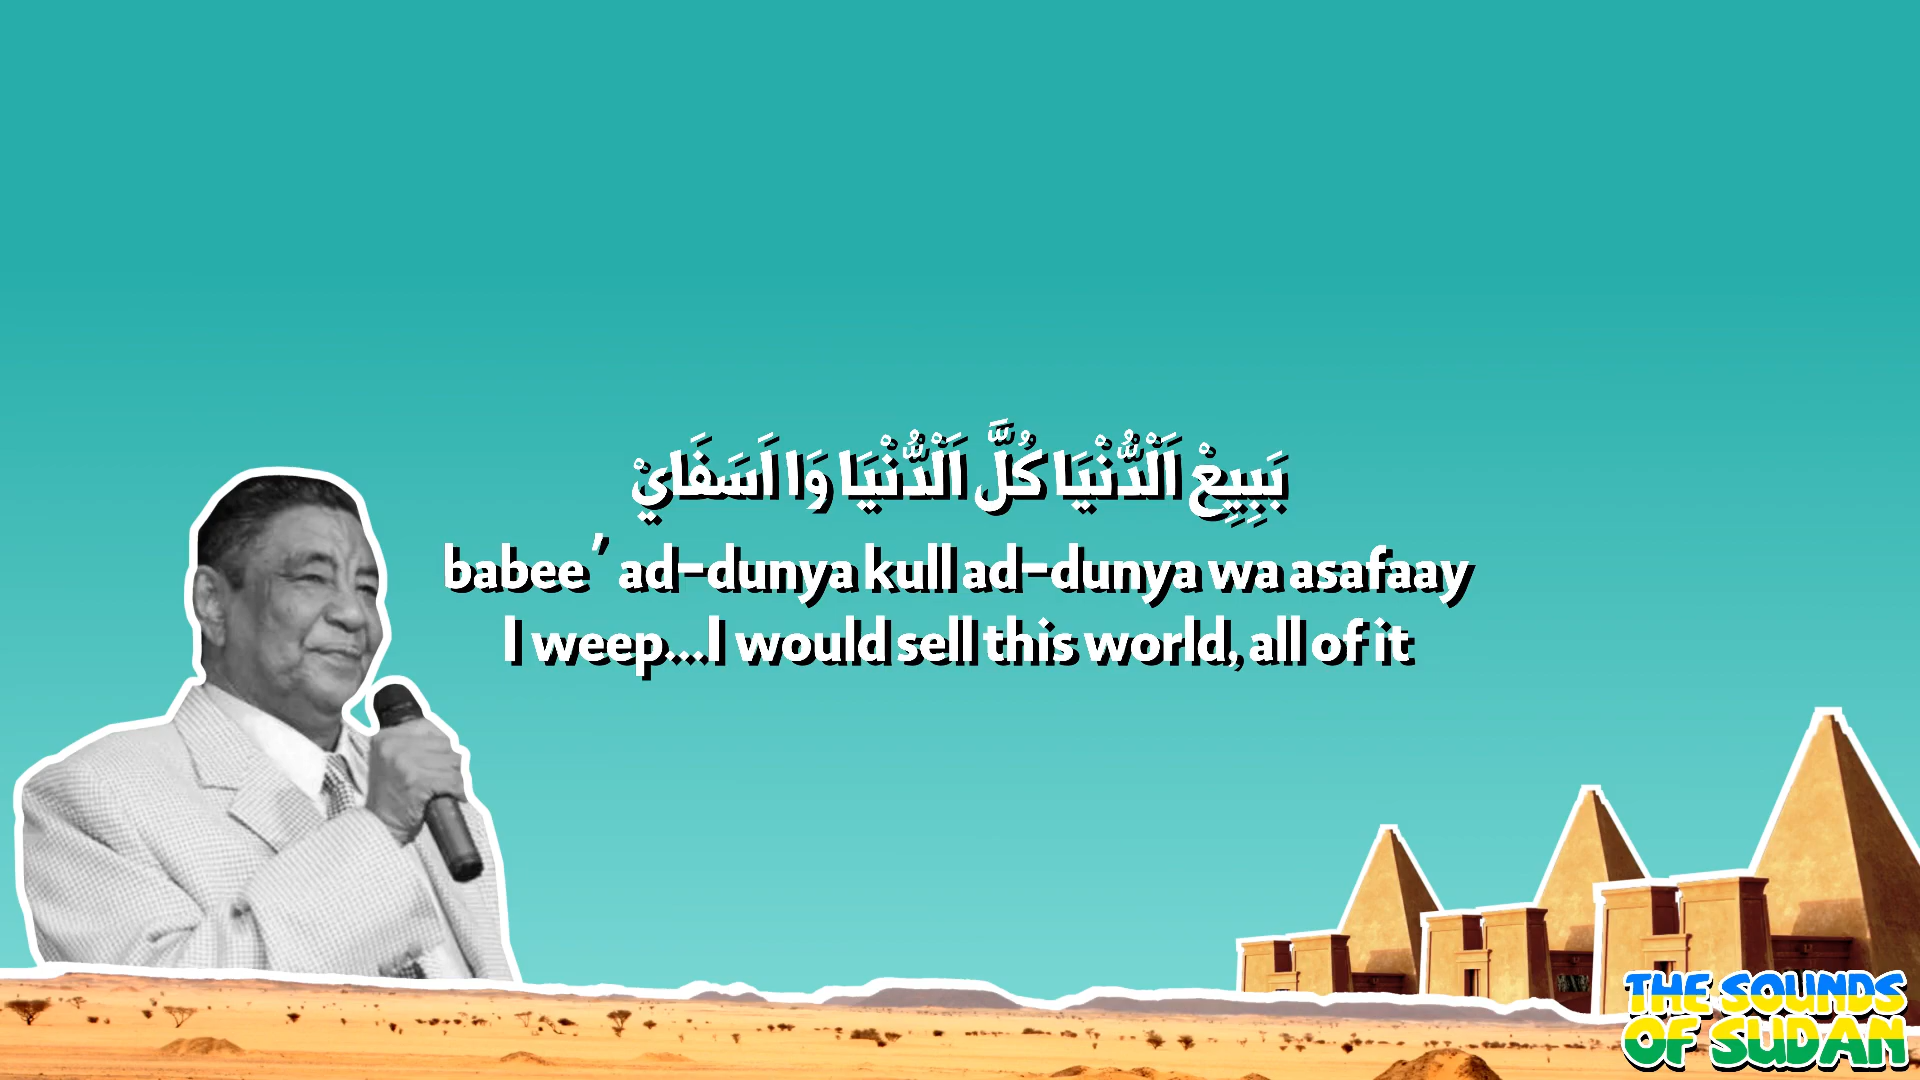 بَبِيِعْ اَلْدُّنْيَا كُلَّ اَلْدُّنْيَا وَا اَسَفَايْ
babee’ ad-dunya kull ad-dunya wa asafaay
I weep...I would sell this world, all of it
THE SOUNDS
OF SUDAN